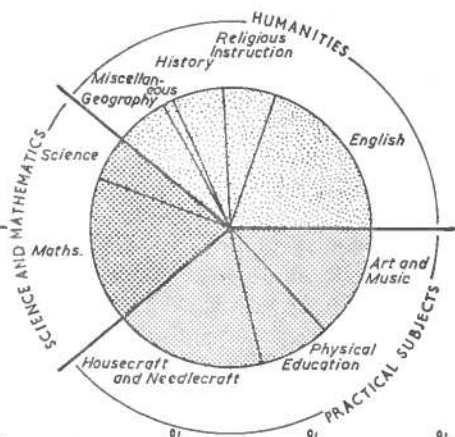 HUMANITIES
Religious
Instruction
History
Miscellan-
eous
Geography
English
Science
Maths.
SCIENCE AND MATHEMATICS
Art and
Music
Physical
Education
Housecraft
and Needlecraft
PRACTICAL SUBJECTS